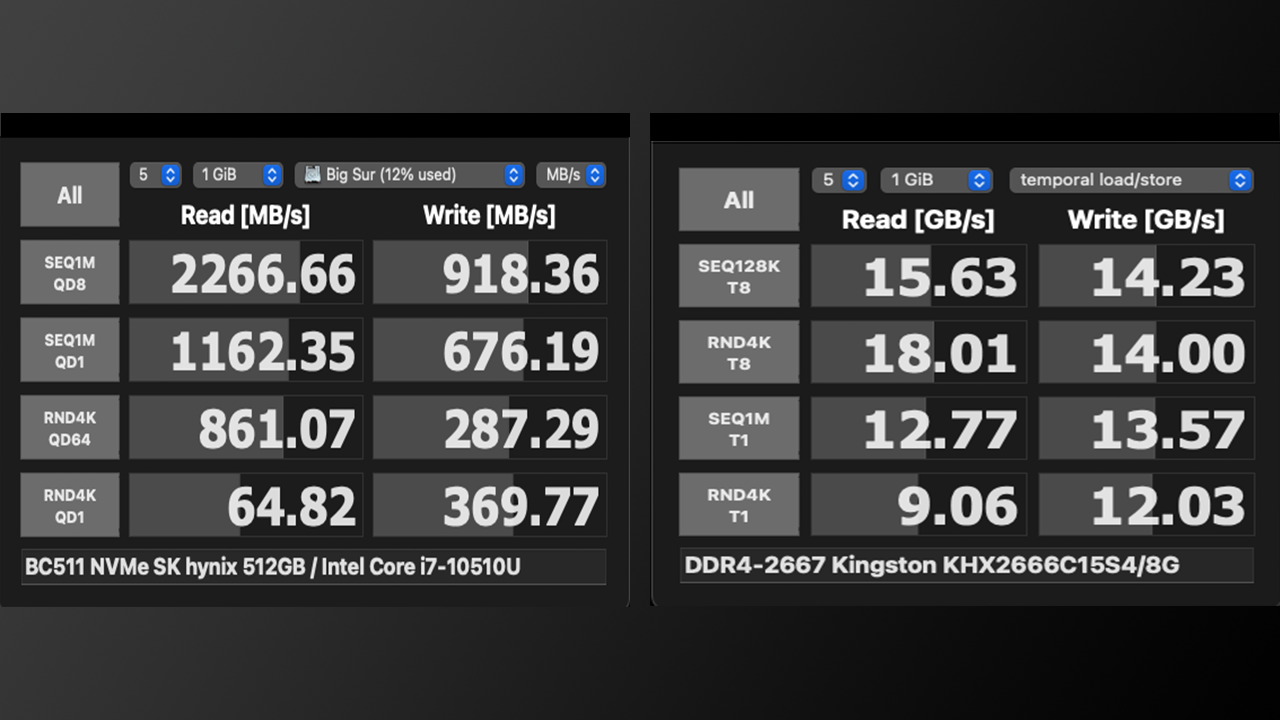 All
5
1 GiB
Big Sur (12% used)
MB/s
Read [MB/s]
Write [MB/s]
SEQ1M
QD8
2266.66
918.36
SEQ1M
QD1
1162.35
676.19
RND4K
QD64
861.07
287.29
RND4K
QD1
64.82
369.77
BC511 NVMe SK hynix 512GB / Intel Core i7-10510U
All
5
1 GiB
temporal load/store
Read [GB/s]
Write [GB/s]
SEQ128K
T8
15.63
14.23
RND4K
T8
18.01
14.00
SEQ1M
T1
12.77
13.57
RND4K
T1
9.06
12.03
DDR4-2667 Kingston KHX2666C15S4/8G